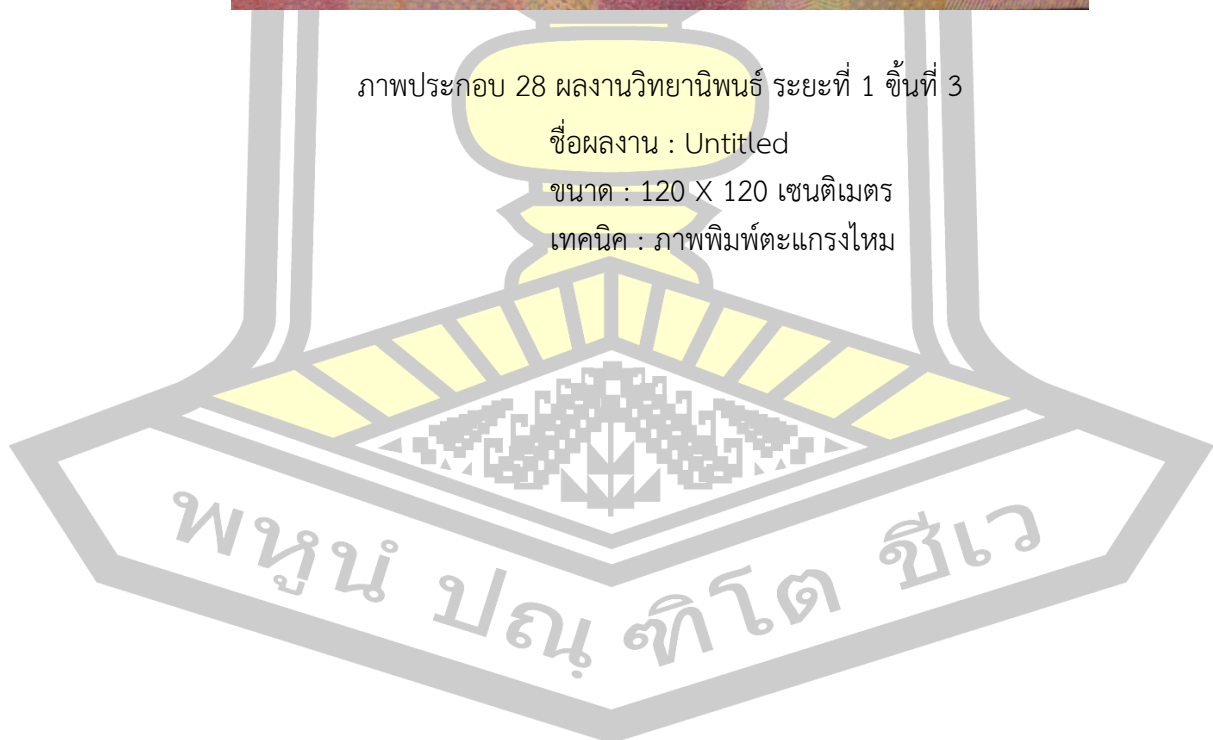 ภาพประกอบ 28 ผลงานวิทยานิพนธ์ ระยะที่ 1 ขิ้นที่ 3
ชื่อผลงาน : Untitled
ขนาด : 120 X 120 เซนติเมตร
เทคนิค : ภาพพิมพ์ตะแกรงไหม
พหูนํ ปณฺ ฑิโต ชีเว